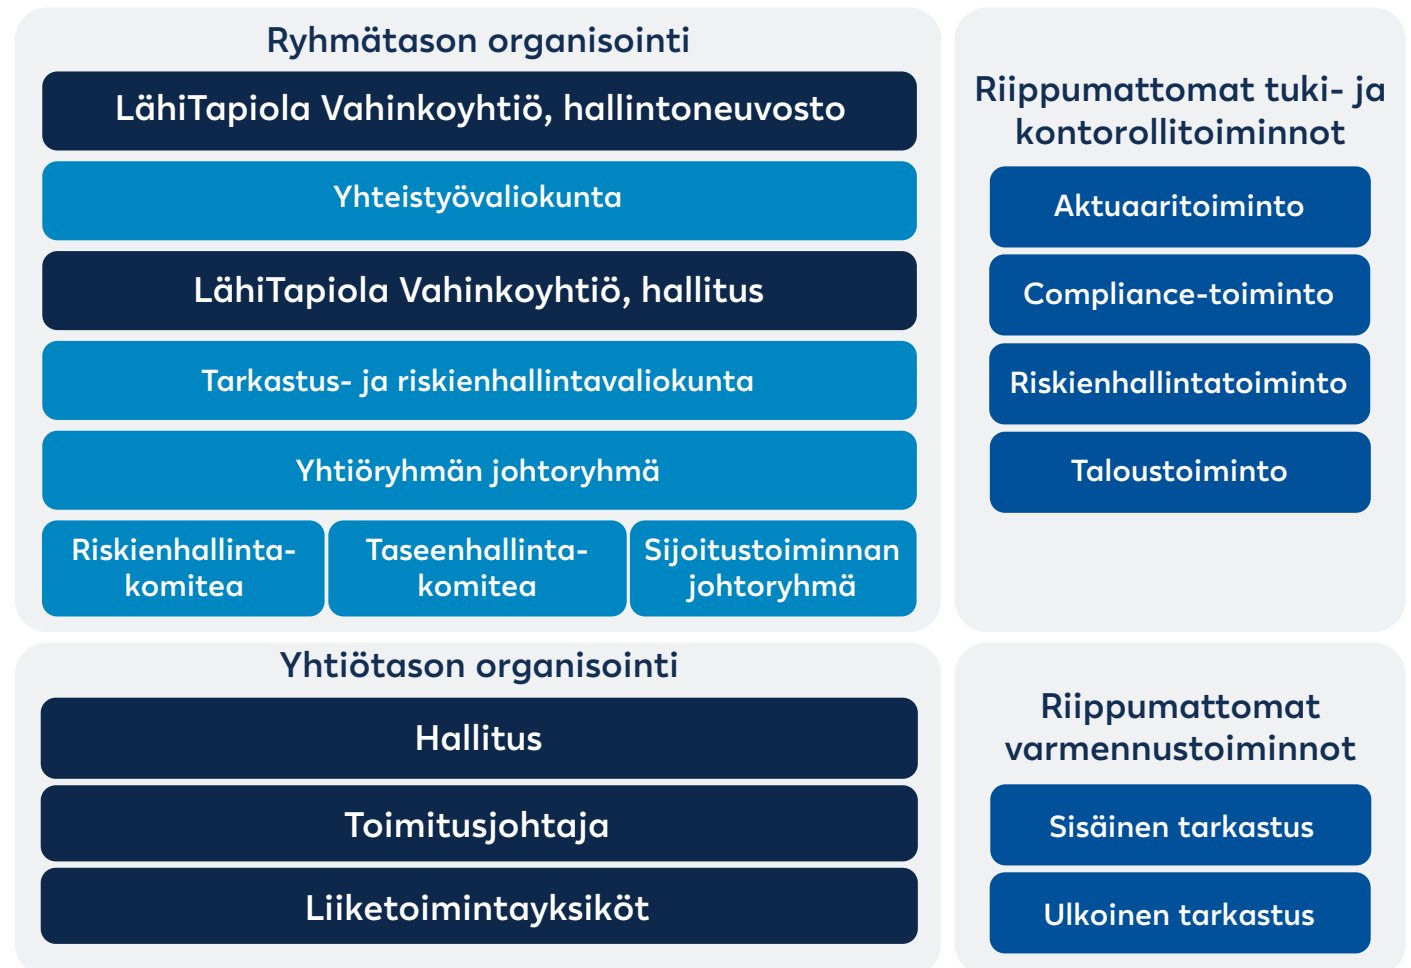 Ryhmätason organisointi
LähiTapiola Vahinkoyhtiö, hallintoneuvosto
Yhteistyövaliokunta
LähiTapiola Vahinkoyhtiö, hallitus
Tarkastus- ja riskienhallintavaliokunta
Yhtiöryhmän johtoryhmä
Riskienhallinta-
komitea
Taseenhallinta-
komitea
Sijoitustoiminnan
johtoryhmä
Riippumattomat tuki- ja
kontorollitoiminnot
Aktuaaritoiminto
Compliance-toiminto
Riskienhallintatoiminto
Taloustoiminto
Yhtiötason organisointi
Hallitus
Toimitusjohtaja
Liiketoimintayksiköt
Riippumattomat
varmennustoiminnot
Sisäinen tarkastus
Ulkoinen tarkastus